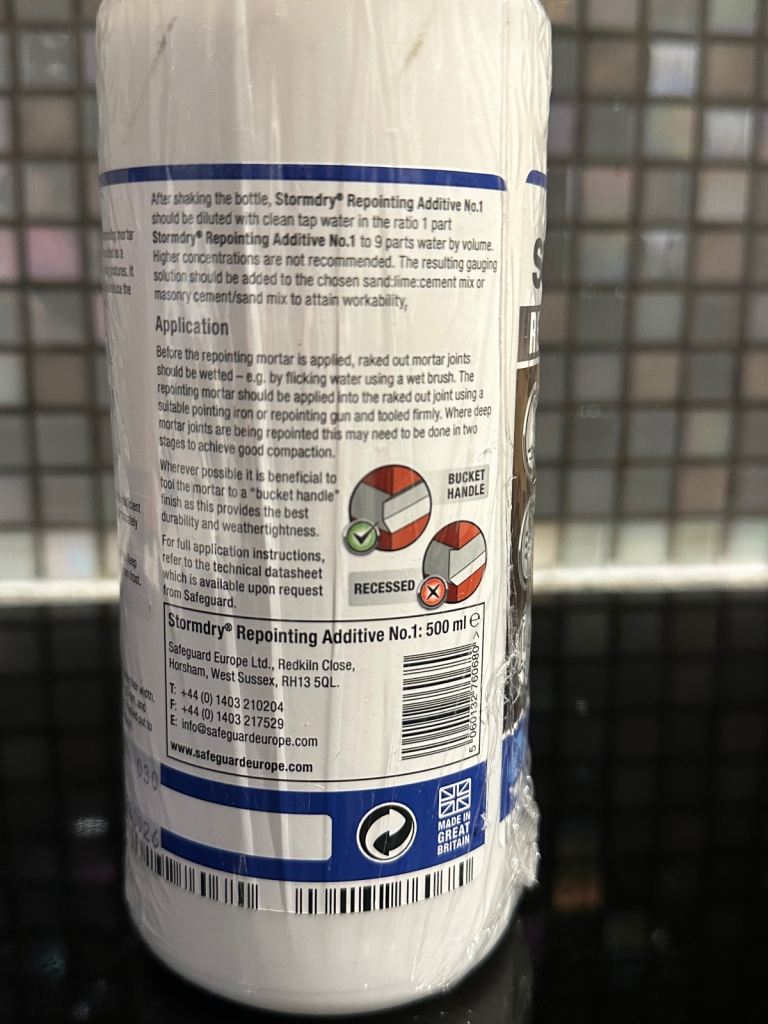 After shaking the bottle, Stormdry® Repointing Additive No.1
should be diluted with clean tap water in the ratio 1 part
Stormdry® Repointing Additive No.1 to 9 parts water by volume.
Higher concentrations are not recommended. The resulting gauging
solution should be added to the chosen sand:lime:cement mix or
masonry cement/sand mix to attain workability,
Application
Before the repointing mortar is applied, raked out mortar joints
should be wetted – e.g. by flicking water using a wet brush. The
repointing mortar should be applied into the raked out joint using a
suitable pointing iron or repointing gun and tooled firmly. Where deep
mortar joints are being repointed this may need to be done in two
stages to achieve good compaction.
Wherever possible it is beneficial to
tool the mortar to a "bucket handle"
finish as this provides the best
durability and weathertightness.
For full application instructions,
refer to the technical datasheet
which is available upon request
from Safeguard.
BUCKET
HANDLE
RECESSED
Stormdry® Repointing Additive No.1: 500 ml ℮
Safeguard Europe Ltd., Redkiln Close,
Horsham, West Sussex, RH13 5QL.
T: +44 (0) 1403 210204
F: +44 (0) 1403 217529
E: info@safeguardeurope.com
www.safeguardeurope.com
5 060132 760680 >
MADE IN
GREAT
BRITAIN
mortar
030